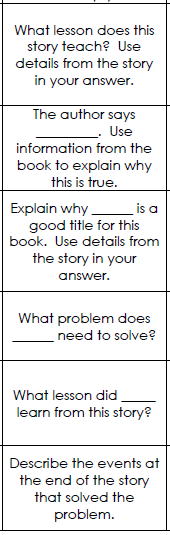 What lesson does this
story teach?  Use
details from the story
in your answer.
The author says
__________.  Use
information from the
book to explain why
this is true.
Explain why ______ is a
good title for this
book.  Use details from
the story in your
answer.
What problem does
______ need to solve?
What lesson did _____
learn from this story?
Describe the events at
the end of the story
that solved the
problem.